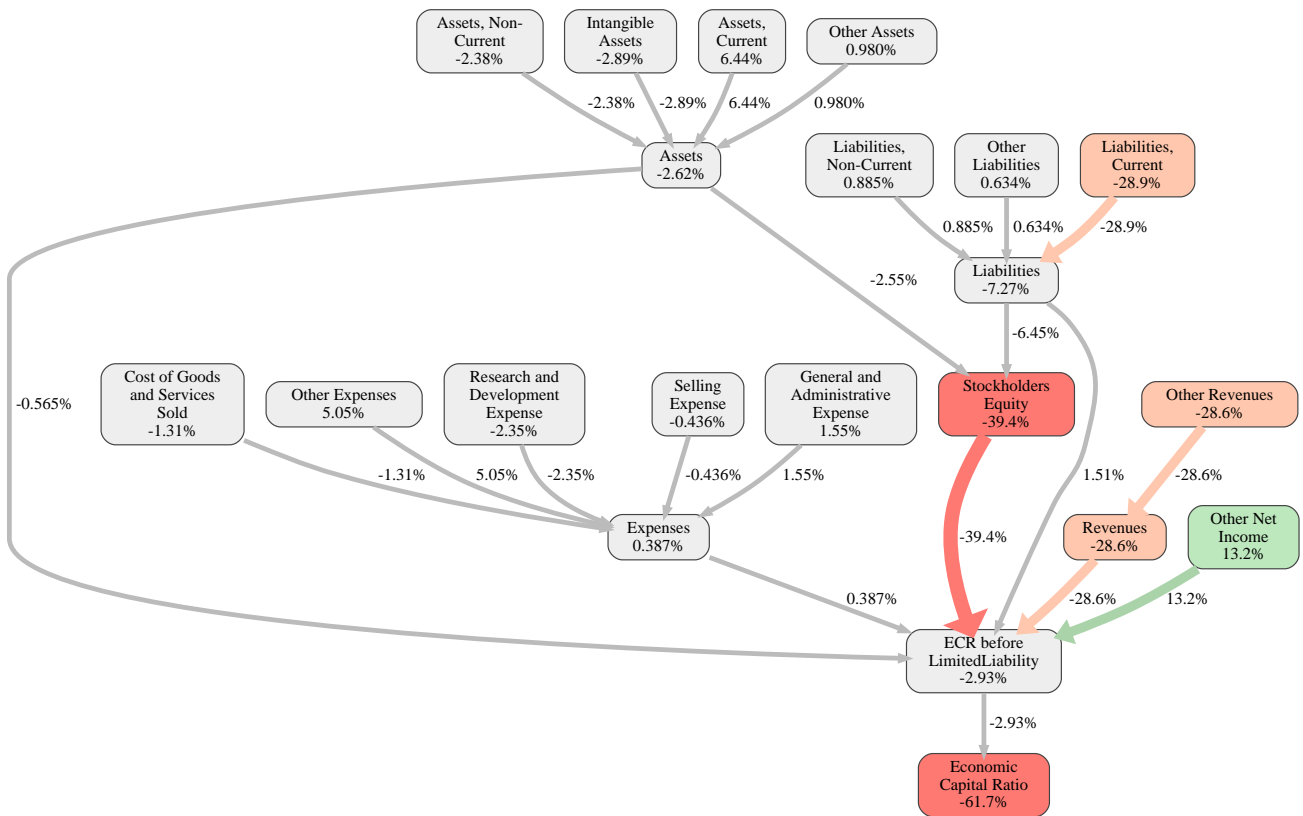 Assets, Non-
Current
-2.38%
Intangible
Assets
-2.89%
Assets,
Current
6.44%
Other Assets
0.980%
-2.38%
-2.89%
6.44%
0.980%
Assets
-2.62%
Liabilities,
Non-Current
0.885%
Other
Liabilities
0.634%
Liabilities,
Current
-28.9%
0.885%
0.634%
-28.9%
Liabilities
-7.27%
-2.55%
-6.45%
-0.565%
Cost of Goods
and Services
Sold
-1.31%
Other Expenses
5.05%
Research and
Development
Expense
-2.35%
Selling
Expense
-0.436%
General and
Administrative
Expense
1.55%
Stockholders
Equity
-39.4%
Other Revenues
-28.6%
-1.31%
5.05%
-2.35%
-0.436%
1.55%
1.51%
-28.6%
Expenses
0.387%
-39.4%
Revenues
-28.6%
Other Net
Income
13.2%
0.387%
-28.6%
13.2%
ECR before
LimitedLiability
-2.93%
-2.93%
Economic
Capital Ratio
-61.7%